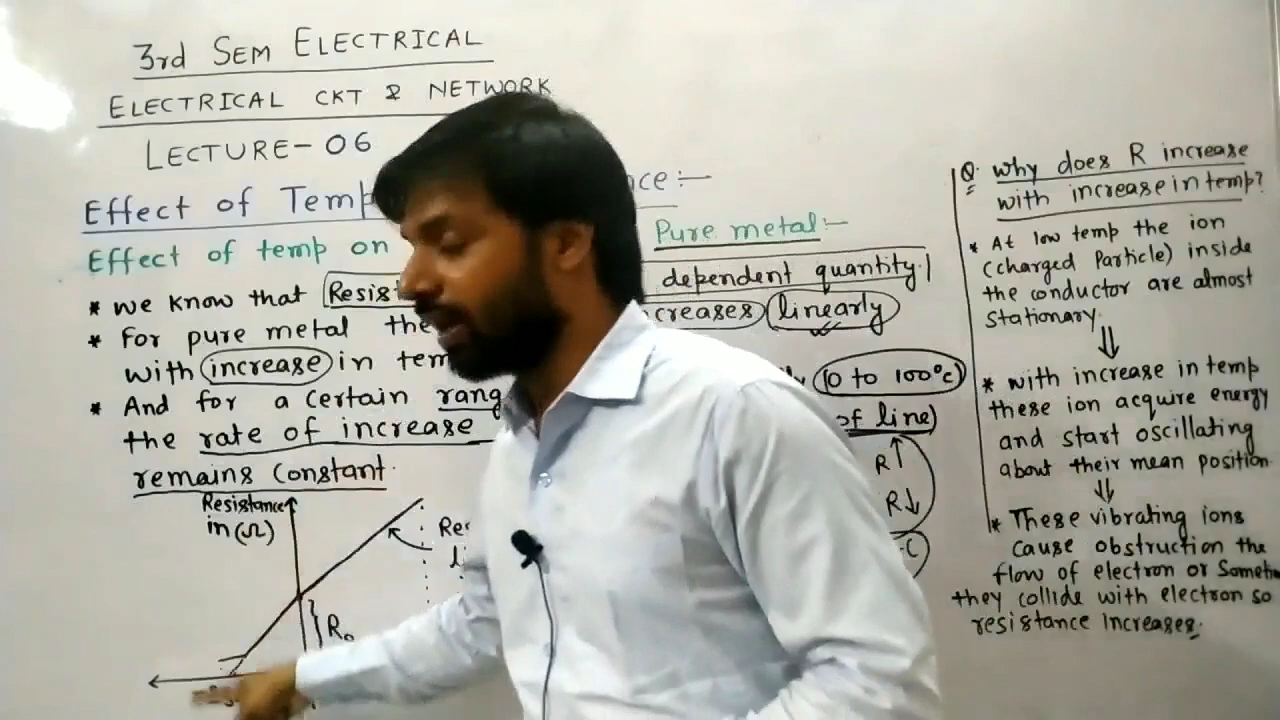 3rd SEM ELECTRICAL
ELECTRICAL CKT & NETWORK
LECTURE-06
Effect of Temp
Effect of temp on Pure metal:-
* we know that dependent quantity
* For pure metal the linearly
with increase in
* And for a certain (0 to 100°C)
the rate of increase of line)
remains constant.
Resistance
in (Ω)
R₀
R↑
R↓
Q: why does R increase
with increase in temp?
* At low temp the ion
(charged Particle) inside
the conductor are almost
stationary.
⇓
* with increase in temp
these ion acquire energy
and start oscillating
about their mean position
⇓
* These vibrating ions
cause obstruction the
flow of electron or
they collide with electron so
resistance increases.